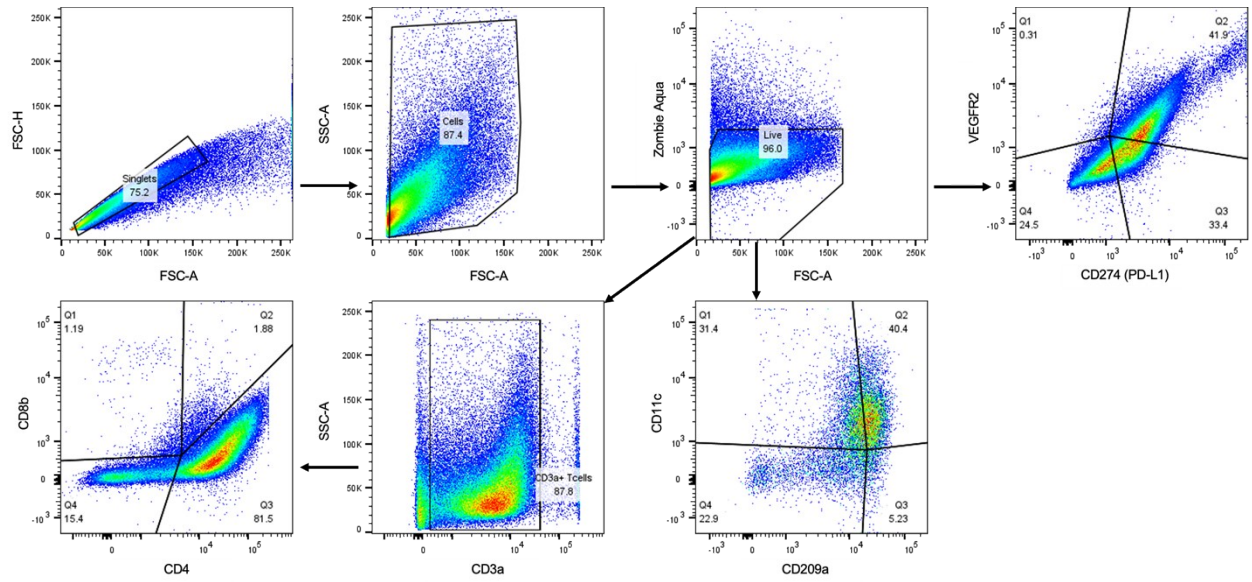 FSC-H
250K
200K
150K
100K
50K
0
Singlets
75.2
0 50K 100K 150K 200K 250K
FSC-A
SSC-A
250K
200K
150K
100K
50K
0
Cells
87.4
0 50K 100K 150K 200K 250K
FSC-A
Zombie Aqua
10^5
10^4
10^3
0
-10^3
Live
96.0
0 50K 100K 150K 200K 250K
FSC-A
VEGFR2
10^5
10^4
10^3
0
-10^3
Q1
0.31
Q2
41.9
Q4
24.5
Q3
33.4
0 10^3 10^4 10^5
CD274 (PD-L1)
CD8b
10^5
10^4
10^3
0
-10^3
Q1
1.19
Q2
1.88
Q4
15.4
Q3
81.5
0 10^4 10^5
CD4
SSC-A
250K
200K
150K
100K
50K
0
CD3a+ Tcells
87.8
0 10^4 10^5
CD3a
CD11c
10^5
10^4
10^3
0
-10^3
Q1
31.4
Q2
40.4
Q4
22.9
Q3
5.23
-10^3 0 10^3 10^4 10^5
CD209a